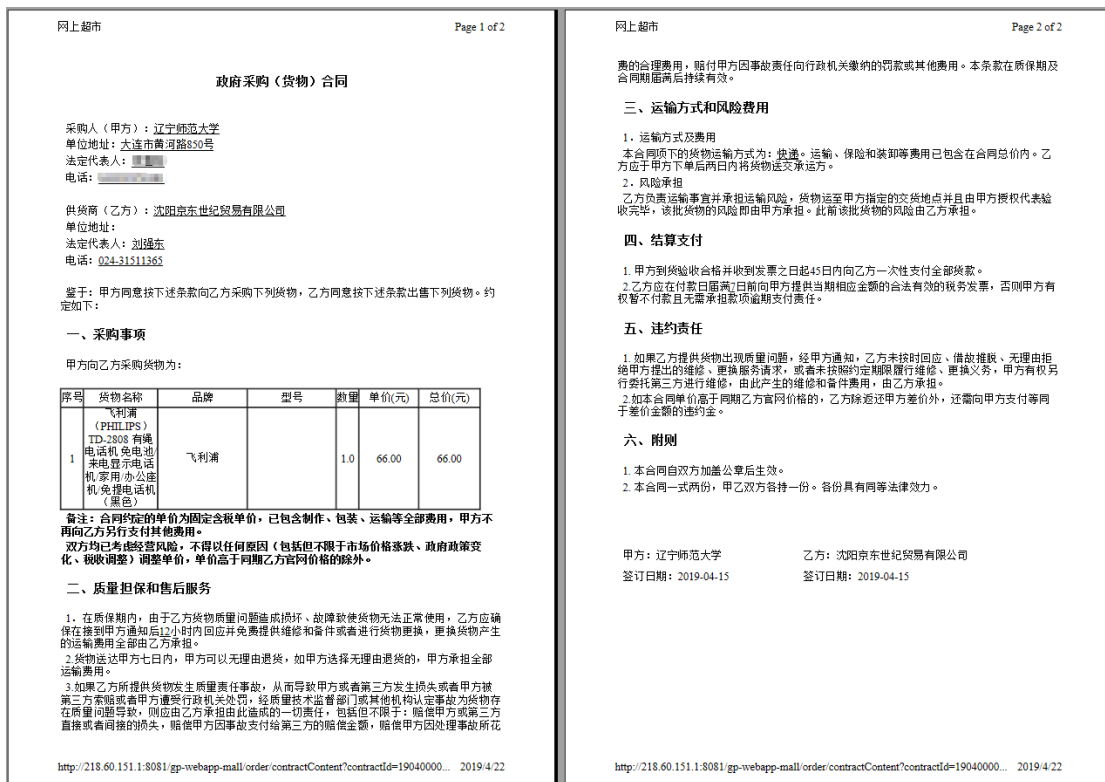 网上超市 Page 1 of 2
政府采购（货物）合同
采购人（甲方）：辽宁师范大学
单位地址：大连市黄河路850号
法定代表人：
电话：
供货商（乙方）：沈阳京东世纪贸易有限公司
单位地址：
法定代表人：刘强东
电话：024-31511365
鉴于：甲方同意按下述条款向乙方采购下列货物，乙方同意按下述条款出售下列货物。约
定如下：
一、采购事项
甲方向乙方采购货物为：
序号 货物名称 品牌 型号 数量 单价(元) 总价(元)
飞利浦
（PHILIPS）
TD-2808 有绳
电话机 免电池/
来电显示电话
机/家用/办公座
机/免提电话机
（黑色）
1 飞利浦 1.0 66.00 66.00
备注：合同约定的单价为固定含税单价，已包含制作、包装、运输等全部费用，甲方不
再向乙方另行支付其他费用。
双方均已考虑经营风险，不得以任何原因（包括但不限于市场价格涨跌、政府政策变
化、税收调整）调整单价，单价高于同期乙方官网价格的除外。
二、质量担保和售后服务
1．在质保期内，由于乙方货物质量问题造成损坏、故障致使货物无法正常使用，乙方应确
保在接到甲方通知后12小时内回应并免费提供维修和备件或者进行货物更换，更换货物产生
的运输费用全部由乙方承担。
2.货物送达甲方七日内，甲方可以无理由退货，如甲方选择无理由退货的，甲方承担全部
运输费用。
3.如果乙方所提供货物发生质量责任事故，从而导致甲方或者第三方发生损失或者甲方被
第三方索赔或者甲方遭受行政机关处罚，经质量技术监督部门或其他机构认定事故为货物存
在质量问题导致，则应由乙方承担由此造成的一切责任，包括但不限于：赔偿甲方或第三方
直接或者间接的损失，赔偿甲方因事故支付给第三方的赔偿金额，赔偿甲方因处理事故所花
http://218.60.151.1:8081/gp-webapp-mall/order/contractContent?contractId=19040000... 2019/4/22
网上超市 Page 2 of 2
费的合理费用，赔付甲方因事故责任向行政机关缴纳的罚款或其他费用。本条款在质保期及
合同期届满后持续有效。
三、运输方式和风险费用
1．运输方式及费用
本合同项下的货物运输方式为：快递。运输、保险和装卸等费用已包含在合同总价内。乙
方应于甲方下单后两日内将货物送交承运方。
2．风险承担
乙方负责运输事宜并承担运输风险，货物运至甲方指定的交货地点并且由甲方授权代表验
收完毕，该批货物的风险即由甲方承担。此前该批货物的风险由乙方承担。
四、结算支付
1. 甲方到货验收合格并收到发票之日起45日内向乙方一次性支付全部货款。
2.乙方应在付款日届满7日前向甲方提供当期相应金额的合法有效的税务发票，否则甲方有
权暂不付款且无需承担款项逾期支付责任。
五、违约责任
1. 如果乙方提供货物出现质量问题，经甲方通知，乙方未按时回应、借故推脱、无理由拒
绝甲方提出的维修、更换服务请求，或者未按照约定期限履行维修、更换义务，甲方有权另
行委托第三方进行维修，由此产生的维修和备件费用，由乙方承担。
2.如本合同单价高于同期乙方官网价格的，乙方除返还甲方差价外，还需向甲方支付等同
于差价金额的违约金。
六、附则
1. 本合同自双方加盖公章后生效。
2. 本合同一式两份，甲乙双方各持一份。各份具有同等法律效力。
甲方：辽宁师范大学 乙方：沈阳京东世纪贸易有限公司
签订日期：2019-04-15 签订日期：2019-04-15
http://218.60.151.1:8081/gp-webapp-mall/order/contractContent?contractId=19040000... 2019/4/22